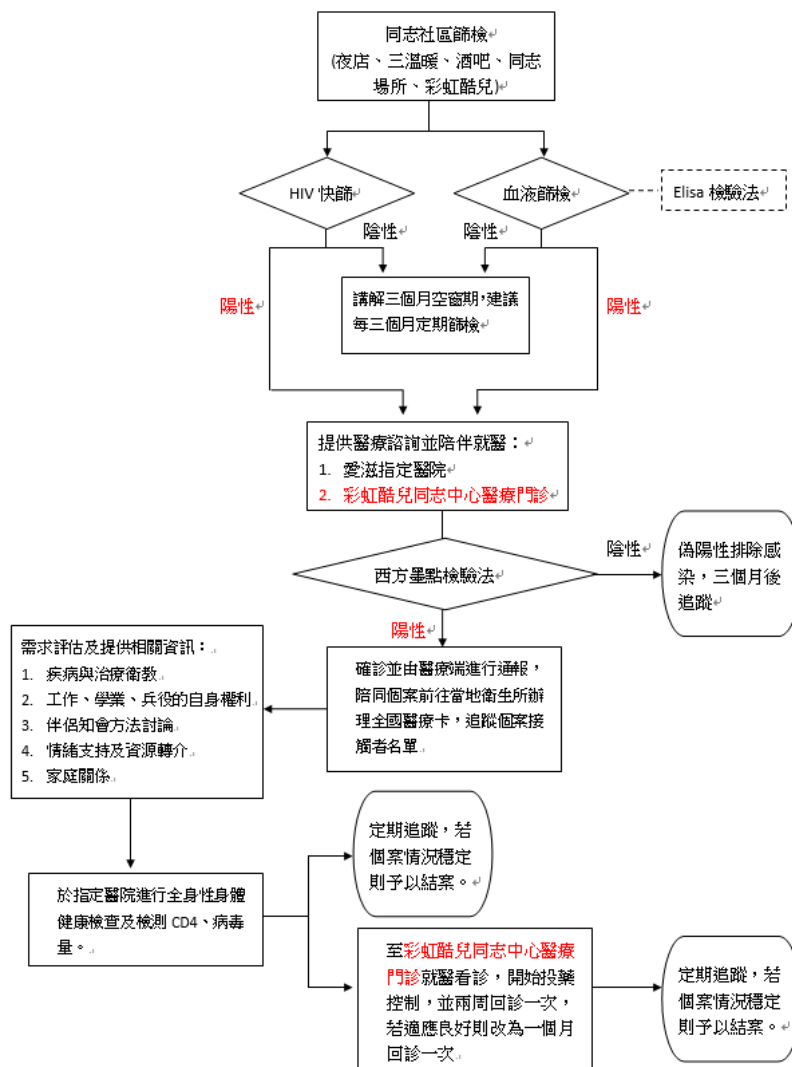 同志社區篩檢
(夜店、三溫暖、酒吧、同志
場所、彩虹酷兒)
HIV 快篩
血液篩檢
Elisa 檢驗法
陰性
陰性
陽性
陽性
講解三個月空窗期，建議
每三個月定期篩檢
提供醫療諮詢並陪伴就醫：
1. 愛滋指定醫院
2. 彩虹酷兒同志中心醫療門診
西方墨點檢驗法
陰性
偽陽性排除感
染，三個月後
追蹤
陽性
需求評估及提供相關資訊：
1. 疾病與治療衛教
2. 工作、學業、兵役的自身權利
3. 伴侶知會方法討論
4. 情緒支持及資源轉介
5. 家庭關係
確診並由醫療端進行通報，
陪同個案前往當地衛生所辦
理全國醫療卡，追蹤個案接
觸者名單
定期追蹤，若
個案情況穩定
則予以結案。
於指定醫院進行全身性身體
健康檢查及檢測 CD4、病毒
量。
至彩虹酷兒同志中心醫療
門診就醫看診，開始投藥
控制，並兩周回診一次，
若適應良好則改為一個月
回診一次
定期追蹤，若
個案情況穩定
則予以結案。